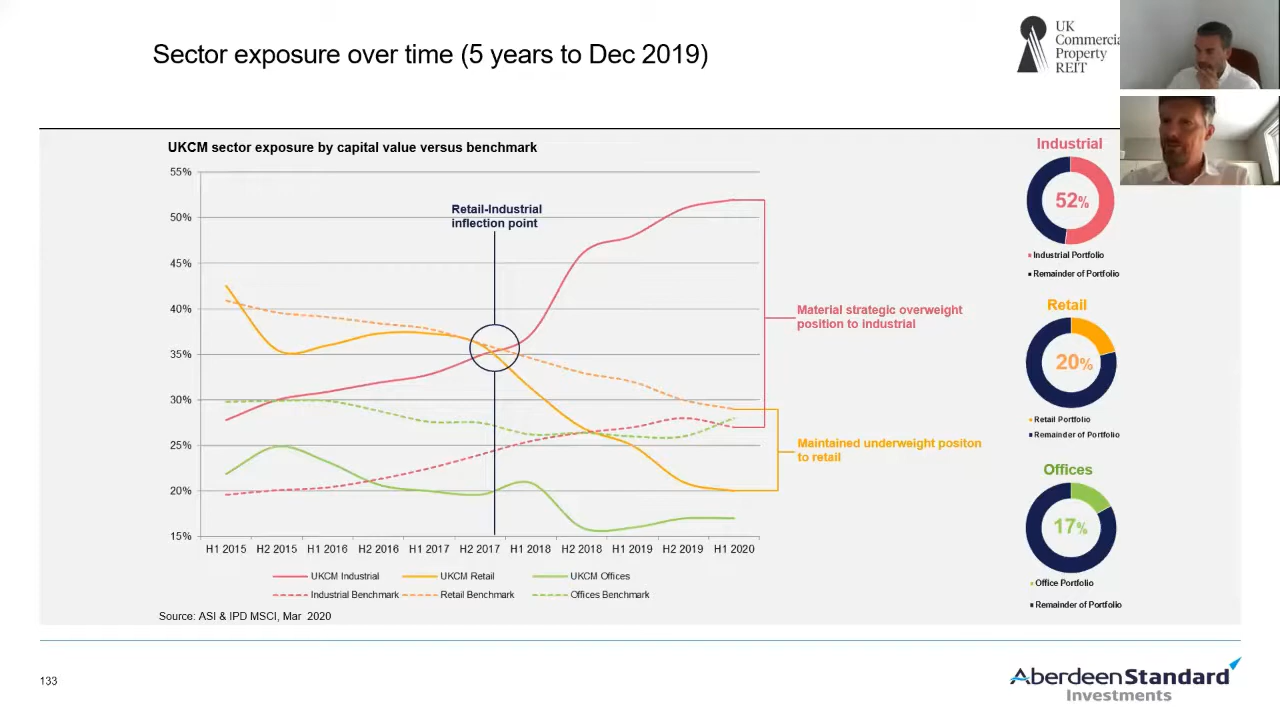 Sector exposure over time (5 years to Dec 2019)
UK
Commercia
Property
REIT
UKCM sector exposure by capital value versus benchmark
55%
50%
45%
40%
35%
30%
25%
20%
15%
Retail-Industrial
inflection point
H1 2015 H2 2015 H1 2016 H2 2016 H1 2017 H2 2017 H1 2018 H2 2018 H1 2019 H2 2019 H1 2020
UKCM Industrial UKCM Retail UKCM Offices
Industrial Benchmark Retail Benchmark Offices Benchmark
Source: ASI & IPD MSCI, Mar 2020
Material strategic overweight
position to industrial
Maintained underweight positon
to retail
Industrial
52%
Industrial Portfolio
Remainder of Portfolio
Retail
20%
Retail Portfolio
Remainder of Portfolio
Offices
17%
Office Portfolio
Remainder of Portfolio
133
AberdeenStandard
Investments